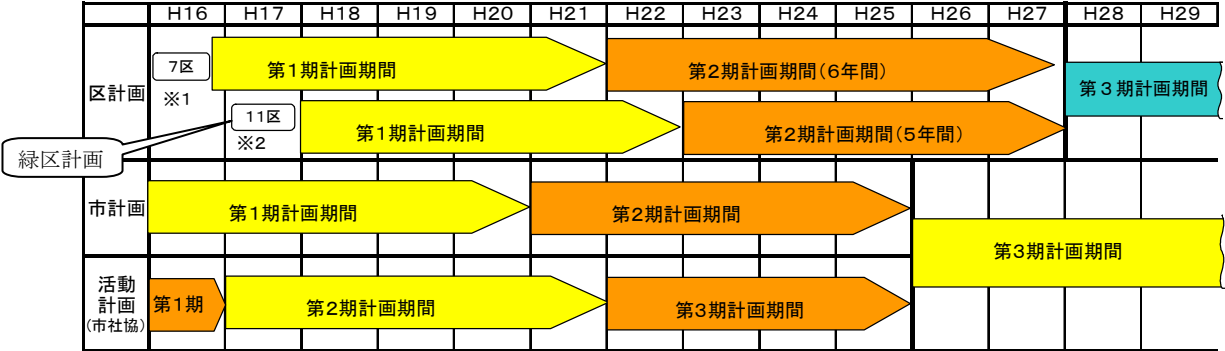 H16 H17 H18 H19 H20 H21 H22 H23 H24 H25 H26 H27 H28 H29
区計画
7区
※1
第1期計画期間
第2期計画期間(6年間)
第3期計画期間
11区
※2
第1期計画期間
第2期計画期間(5年間)
緑区計画
市計画
第1期計画期間
第2期計画期間
第3期計画期間
活動
計画
(市社協)
第1期
第2期計画期間
第3期計画期間